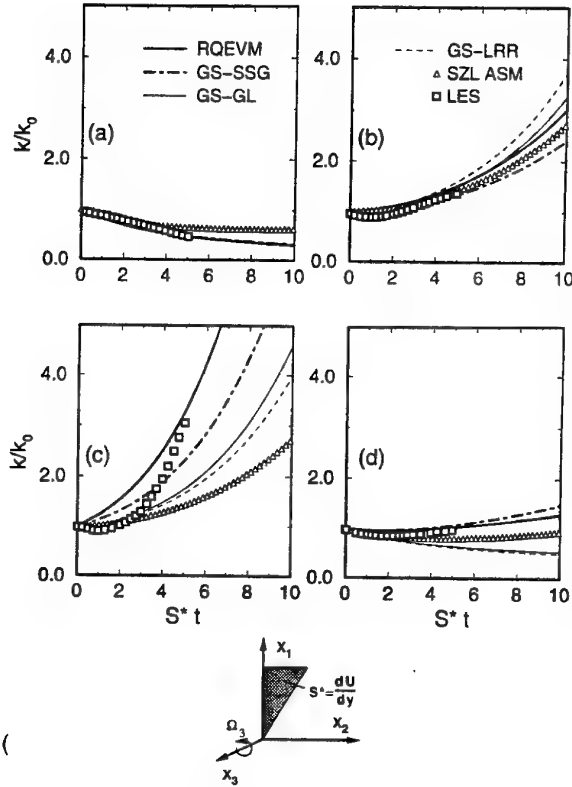 4.0
2.0
0.0
k/k₀
(a)
RQEVM
GS-SSG
GS-GL
0 2 4 6 8 10
4.0
2.0
0.0
(b)
GS-LRR
SZL ASM
LES
0 2 4 6 8 10
4.0
2.0
0.0
k/k₀
(c)
0 2 4 6 8 10
S* t
4.0
2.0
0.0
(d)
0 2 4 6 8 10
S* t
X₁
S*=dU/dy
X₂
Ω₃
X₃
(